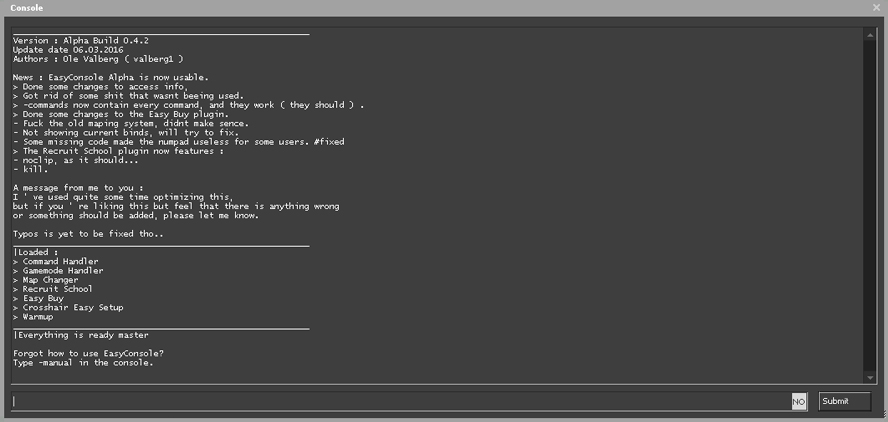 Console
Version : Alpha Build 0.4.2
Update date 06.03.2016
Authors : Ole Valberg ( valberg1 )
News : EasyConsole Alpha is now usable.
> Done some changes to access info,
> Got rid of some shit that wasnt beeing used.
> -commands now contain every command, and they work ( they should ) .
> Done some changes to the Easy Buy plugin.
- Fuck the old maping system, didnt make sence.
- Not showing current binds, will try to fix.
- Some missing code made the numpad useless for some users. #fixed
> The Recruit School plugin now features :
- noclip, as it should...
- kill.
A message from me to you :
I ' ve used quite some time optimizing this,
but if you ' re liking this but feel that there is anything wrong
or something should be added, please let me know.
Typos is yet to be fixed tho..
|Loaded :
> Command Handler
> Gamemode Handler
> Map Changer
> Recruit School
> Easy Buy
> Crosshair Easy Setup
> Warmup
|Everything is ready master
Forgot how to use EasyConsole?
Type -manual in the console.
NO
Submit